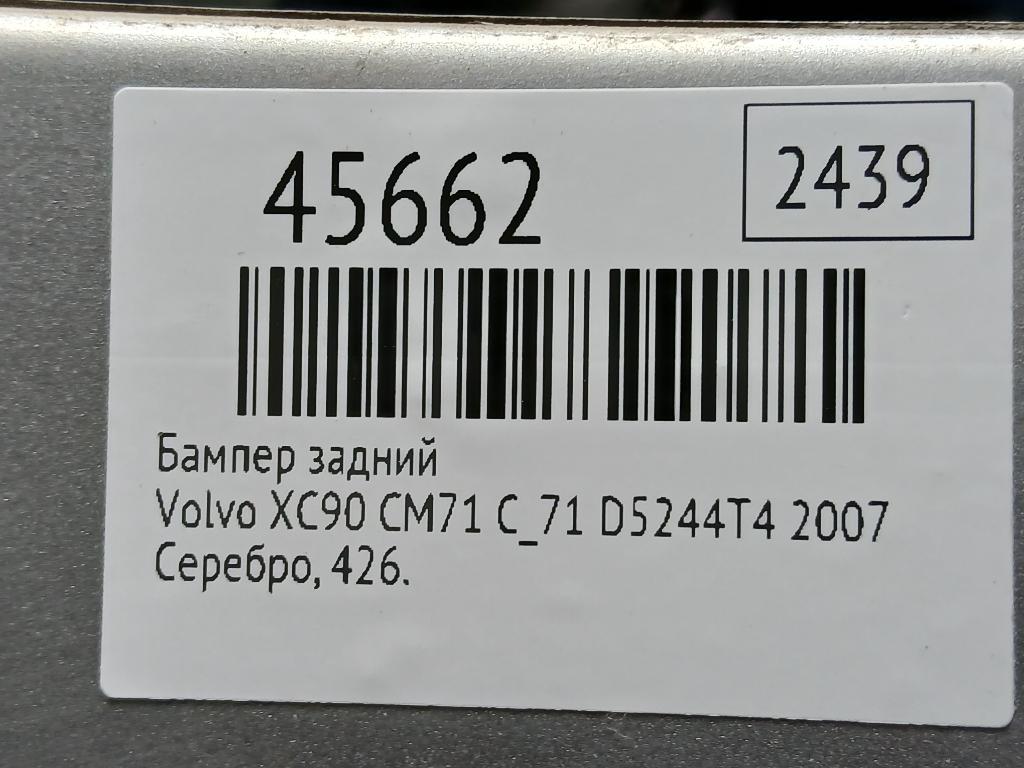 45662
2439
Бампер задний
Volvo XC90 CM71 C_71 D5244T4 2007
Серебро, 426.